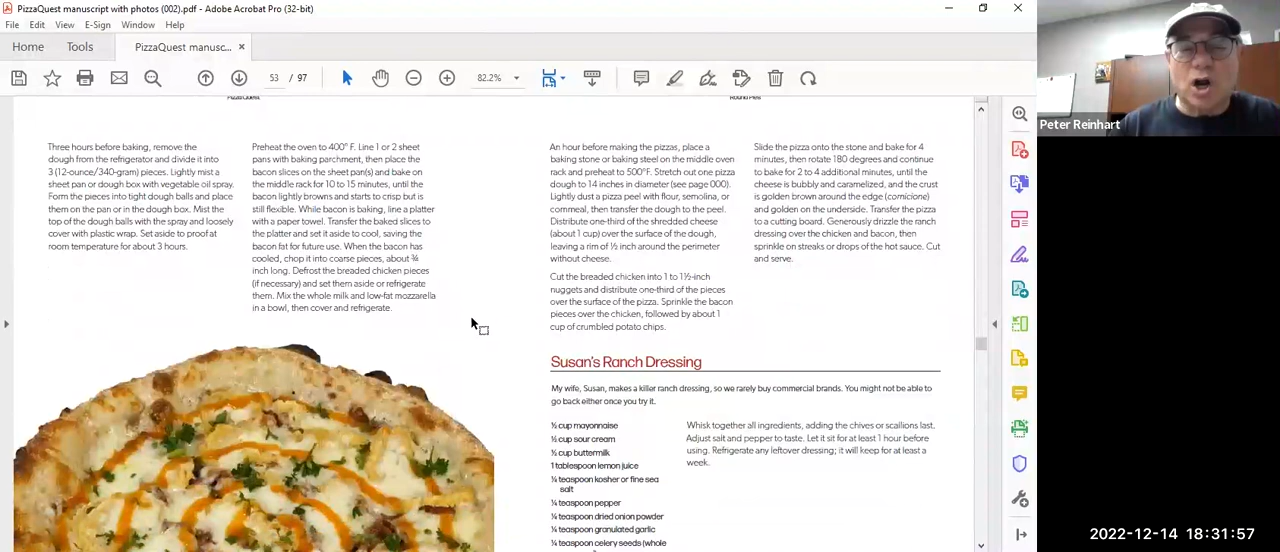 PizzaQuest manuscript with photos (002).pdf - Adobe Acrobat Pro (32-bit)
File Edit View E-Sign Window Help
Home Tools PizzaQuest manusc... ×
53 / 97 82.2%
Peter Reinhart
PizzaQuest
Round Pies
Three hours before baking, remove the
dough from the refrigerator and divide it into
3 (12-ounce/340-gram) pieces. Lightly mist a
sheet pan or dough box with vegetable oil spray.
Form the pieces into tight dough balls and place
them on the pan or in the dough box. Mist the
top of the dough balls with the spray and loosely
cover with plastic wrap. Set aside to proof at
room temperature for about 3 hours.
Preheat the oven to 400° F. Line 1 or 2 sheet
pans with baking parchment, then place the
bacon slices on the sheet pan(s) and bake on
the middle rack for 10 to 15 minutes, until the
bacon lightly browns and starts to crisp but is
still flexible. While bacon is baking, line a platter
with a paper towel. Transfer the baked slices to
the platter and set it aside to cool, saving the
bacon fat for future use. When the bacon has
cooled, chop it into coarse pieces, about ¾
inch long. Defrost the breaded chicken pieces
(if necessary) and set them aside or refrigerate
them. Mix the whole milk and low-fat mozzarella
in a bowl, then cover and refrigerate.
An hour before making the pizzas, place a
baking stone or baking steel on the middle oven
rack and preheat to 500°F. Stretch out one pizza
dough to 14 inches in diameter (see page 000).
Lightly dust a pizza peel with flour, semolina, or
cornmeal, then transfer the dough to the peel.
Distribute one-third of the shredded cheese
(about 1 cup) over the surface of the dough,
leaving a rim of ½ inch around the perimeter
without cheese.
Cut the breaded chicken into 1 to 1½-inch
nuggets and distribute one-third of the pieces
over the surface of the pizza. Sprinkle the bacon
pieces over the chicken, followed by about 1
cup of crumbled potato chips.
Slide the pizza onto the stone and bake for 4
minutes, then rotate 180 degrees and continue
to bake for 2 to 4 additional minutes, until the
cheese is bubbly and caramelized, and the crust
is golden brown around the edge (cornicione)
and golden on the underside. Transfer the pizza
to a cutting board. Generously drizzle the ranch
dressing over the chicken and bacon, then
sprinkle on streaks or drops of the hot sauce. Cut
and serve.
Susan's Ranch Dressing
My wife, Susan, makes a killer ranch dressing, so we rarely buy commercial brands. You might not be able to
go back either once you try it.
½ cup mayonnaise
½ cup sour cream
½ cup buttermilk
1 tablespoon lemon juice
¼ teaspoon kosher or fine sea
salt
¼ teaspoon pepper
¼ teaspoon dried onion powder
¼ teaspoon granulated garlic
¼ teaspoon celery seeds (whole
Whisk together all ingredients, adding the chives or scallions last.
Adjust salt and pepper to taste. Let it sit for at least 1 hour before
using. Refrigerate any leftover dressing; it will keep for at least a
week.
2022-12-14 18:31:57